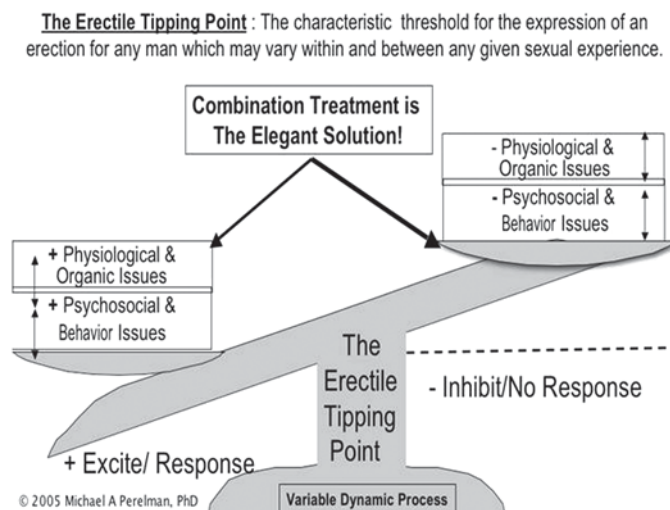 The Erectile Tipping Point : The characteristic threshold for the expression of an
erection for any man which may vary within and between any given sexual experience.
Combination Treatment is
The Elegant Solution!
- Physiological &
Organic Issues
- Psychosocial &
Behavior Issues
+ Physiological &
Organic Issues
+ Psychosocial &
Behavior Issues
The
Erectile
Tipping
Point
- Inhibit/No Response
+ Excite/ Response
© 2005 Michael A Perelman, PhD
Variable Dynamic Process